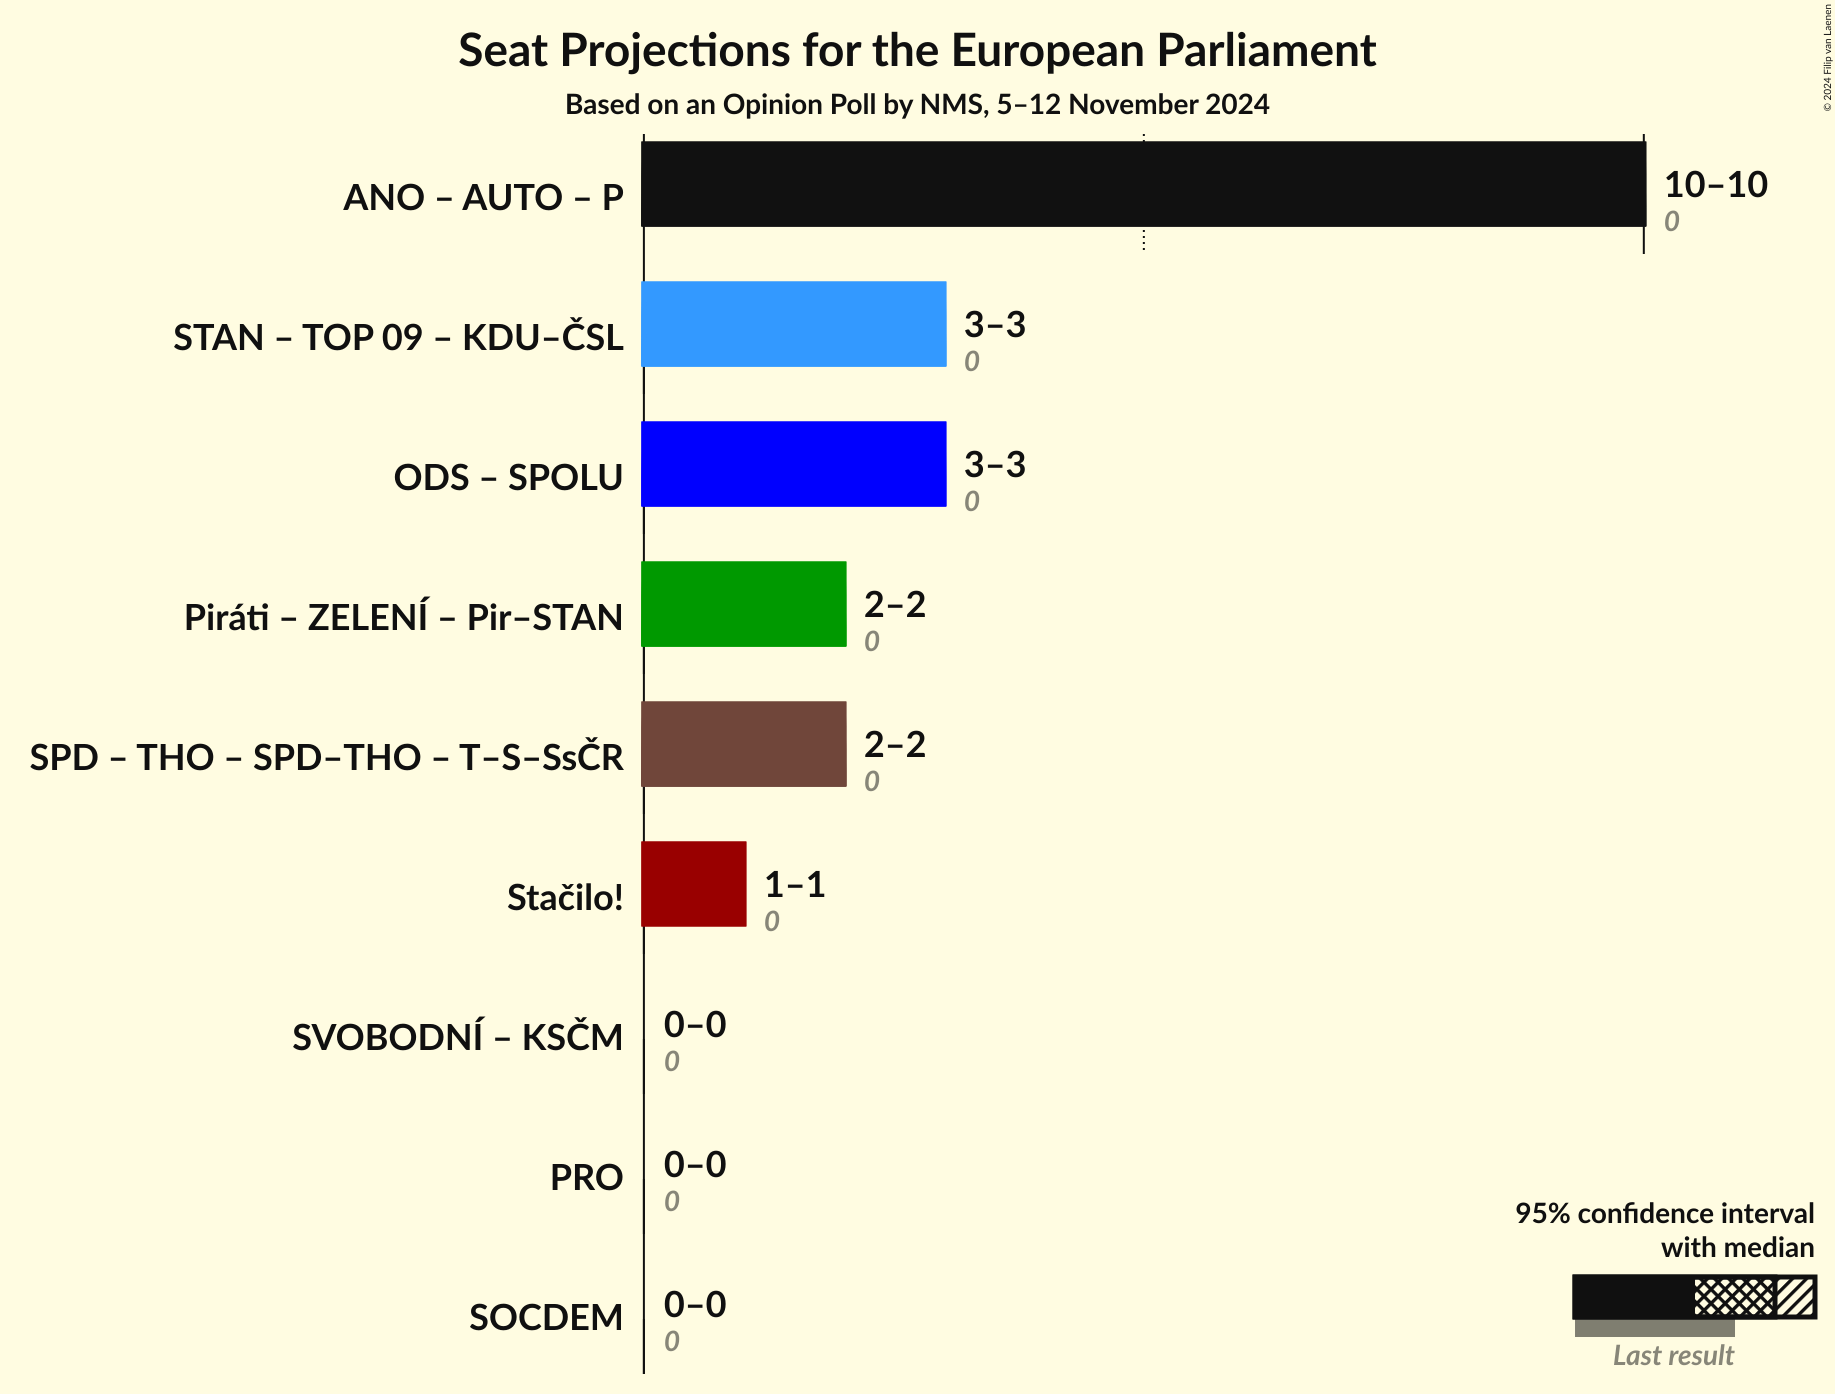 Seat Projections for the European Parliament
Based on an Opinion Poll by NMS, 5–12 November 2024
© 2024 Filip van Laenen
ANO – AUTO – P
10–10
0
STAN – TOP 09 – KDU–ČSL
3–3
0
ODS – SPOLU
3–3
0
Piráti – ZELENÍ – Pir–STAN
2–2
0
SPD – THO – SPD–THO – T–S–SsČR
2–2
0
Stačilo!
1–1
0
SVOBODNÍ – KSČM
0–0
0
PRO
0–0
0
SOCDEM
0–0
0
95% confidence interval
with median
Last result